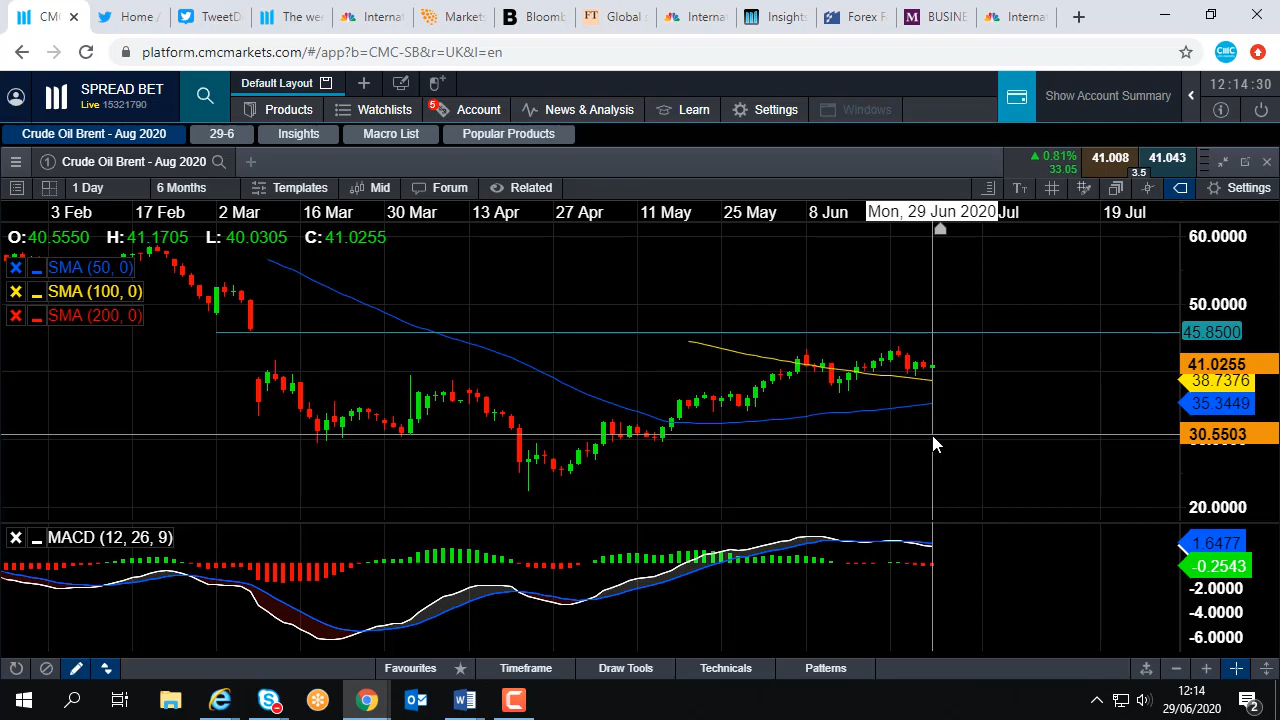 CMC
Home /
TweetD
The wee
Internat
Markets
Bloomb
Global
Interna
Insights
Forex F
BUSINE
Interna
platform.cmcmarkets.com/#/app?b=CMC-SB&r=UK&l=en
SPREAD BET
Live 15321790
Default Layout
12:14:30
Products
Watchlists
5
Account
News & Analysis
Learn
Settings
Windows
Show Account Summary
Crude Oil Brent - Aug 2020
29-6
Insights
Macro List
Popular Products
1 Crude Oil Brent - Aug 2020
▲ 0.81%
33.05
41.008
41.043
3.5
1 Day
6 Months
Templates
Mid
Forum
Related
Settings
3 Feb
17 Feb
2 Mar
16 Mar
30 Mar
13 Apr
27 Apr
11 May
25 May
8 Jun
Mon, 29 Jun 2020
Jul
19 Jul
O:40.5550 H:41.1705 L: 40.0305 C:41.0255
SMA (50, 0)
SMA (100, 0)
SMA (200, 0)
60.0000
50.0000
45.8500
41.0255
38.7376
35.3449
30.5503
20.0000
MACD (12, 26, 9)
1.6477
-0.2543
-2.0000
-4.0000
-6.0000
Favourites
Timeframe
Draw Tools
Technicals
Patterns
12:14
29/06/2020
2